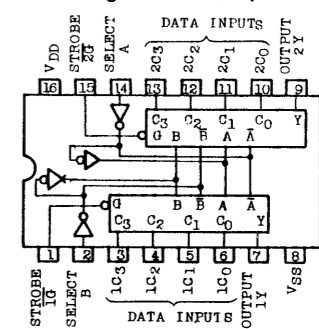 DATA INPUTS
V DD
STROBE 2G
SELECT A
2C3
2C2
2C1
2C0
OUTPUT 2Y
16 15 14 13 12 11 10 9
C3 C2 C1 C0 Y
G B B A A
G B B A A
C3 C2 C1 C0 Y
1 2 3 4 5 6 7 8
STROBE 1G
SELECT B
1C3
1C2
1C1
1C0
OUTPUT 1Y
VSS
DATA INPUTS